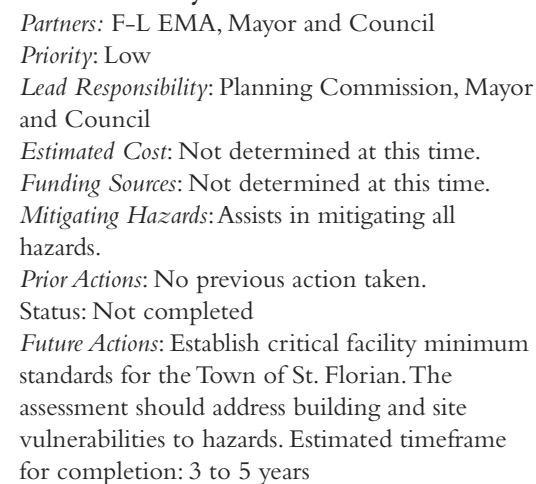 Partners: F-L EMA, Mayor and Council
Priority: Low
Lead Responsibility: Planning Commission, Mayor
and Council
Estimated Cost: Not determined at this time.
Funding Sources: Not determined at this time.
Mitigating Hazards: Assists in mitigating all
hazards.
Prior Actions: No previous action taken.
Status: Not completed
Future Actions: Establish critical facility minimum
standards for the Town of St. Florian. The
assessment should address building and site
vulnerabilities to hazards. Estimated timeframe
for completion: 3 to 5 years